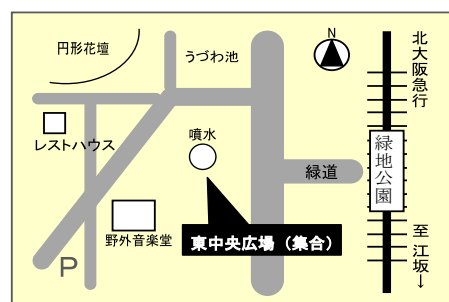 円形花壇
うづわ池
N
北大阪急行
レストハウス
噴水
緑地公園
緑道
野外音楽堂
東中央広場（集合）
P
至 江坂→